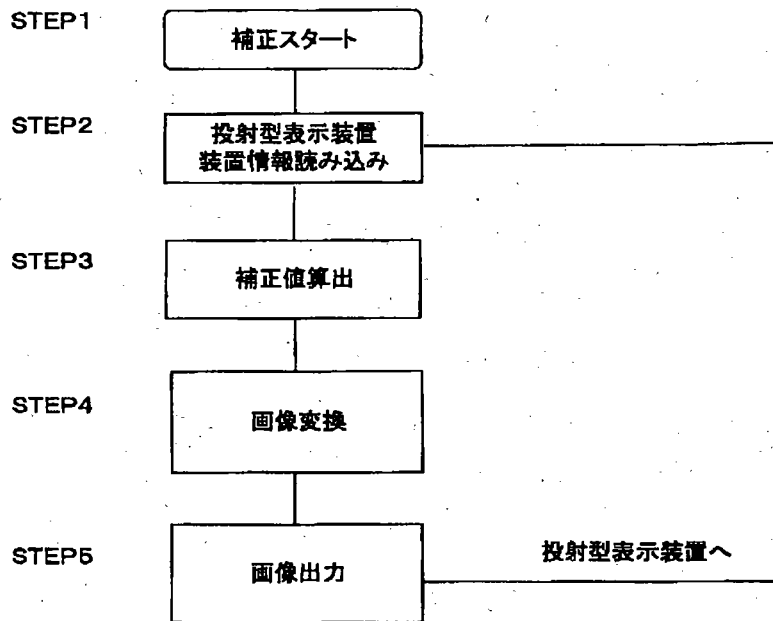 STEP1
補正スタート
STEP2
投射型表示装置
装置情報読み込み
STEP3
補正値算出
STEP4
画像変換
STEP5
画像出力
投射型表示装置へ